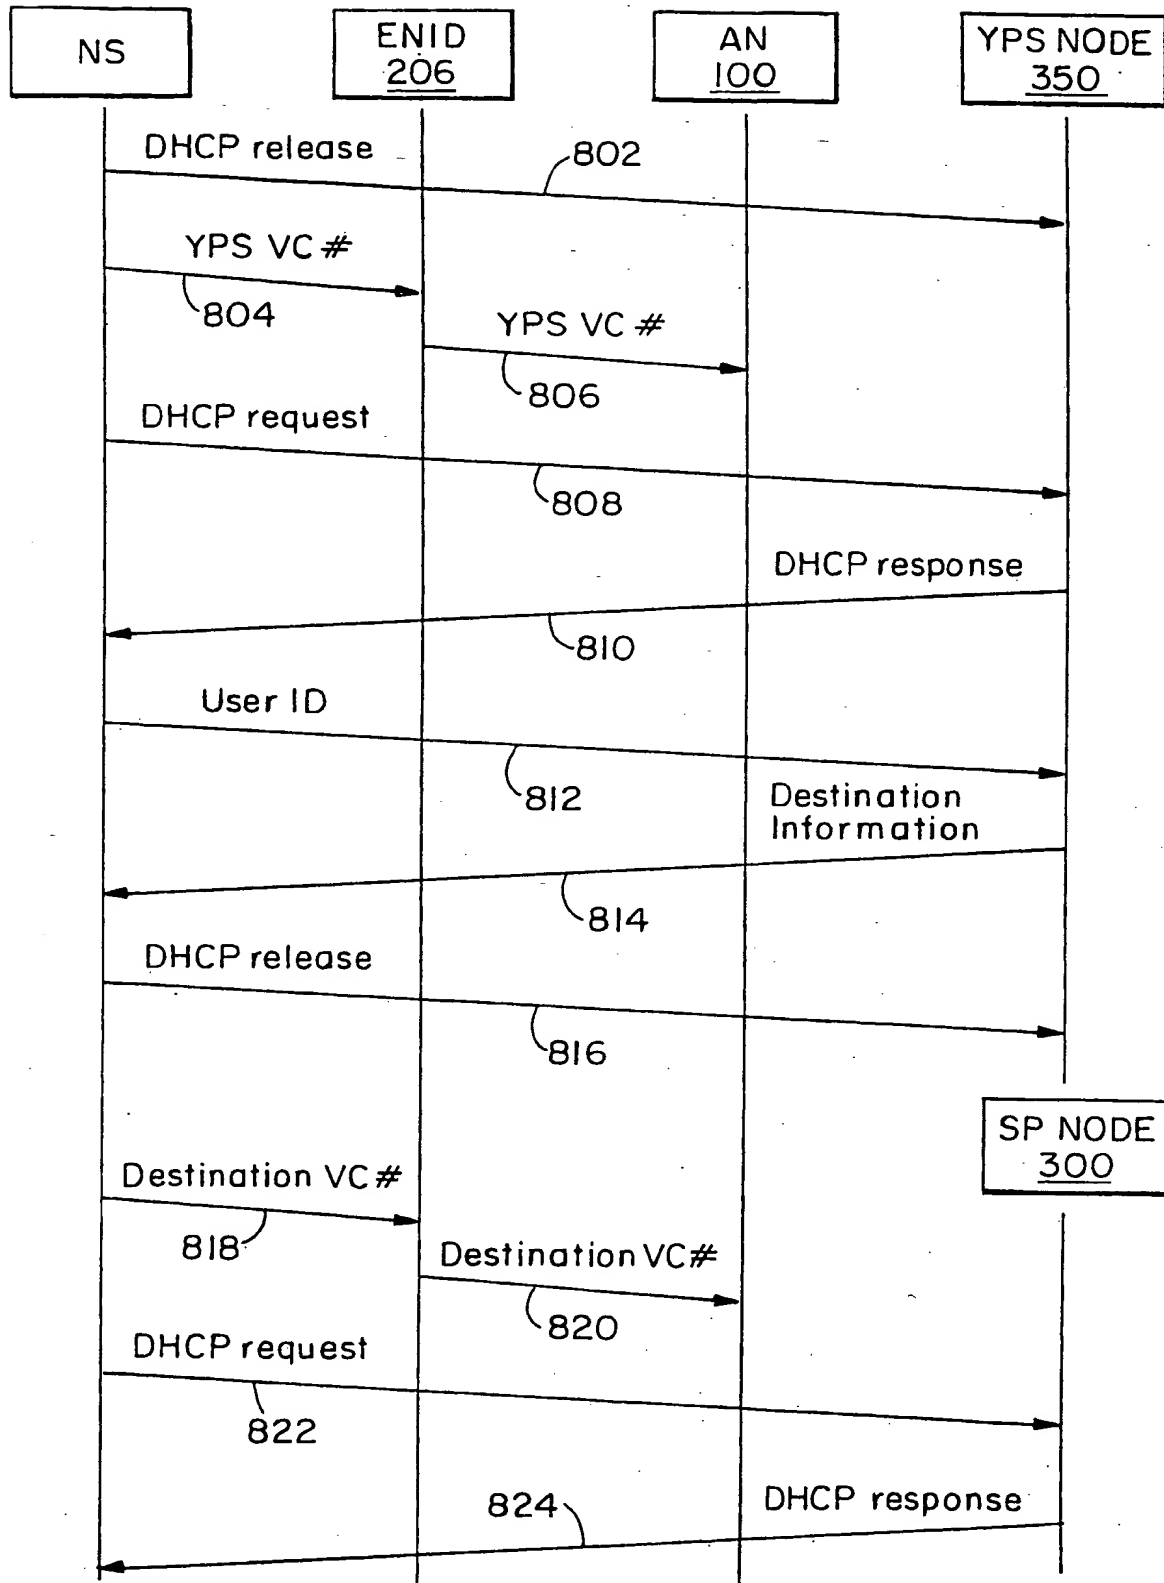 NS
ENID
206
AN
100
YPS NODE
350
DHCP release
802
YPS VC #
804
YPS VC #
806
DHCP request
808
DHCP response
810
User ID
812
Destination
Information
814
DHCP release
816
SP NODE
300
Destination VC#
818
Destination VC#
820
DHCP request
822
824
DHCP response